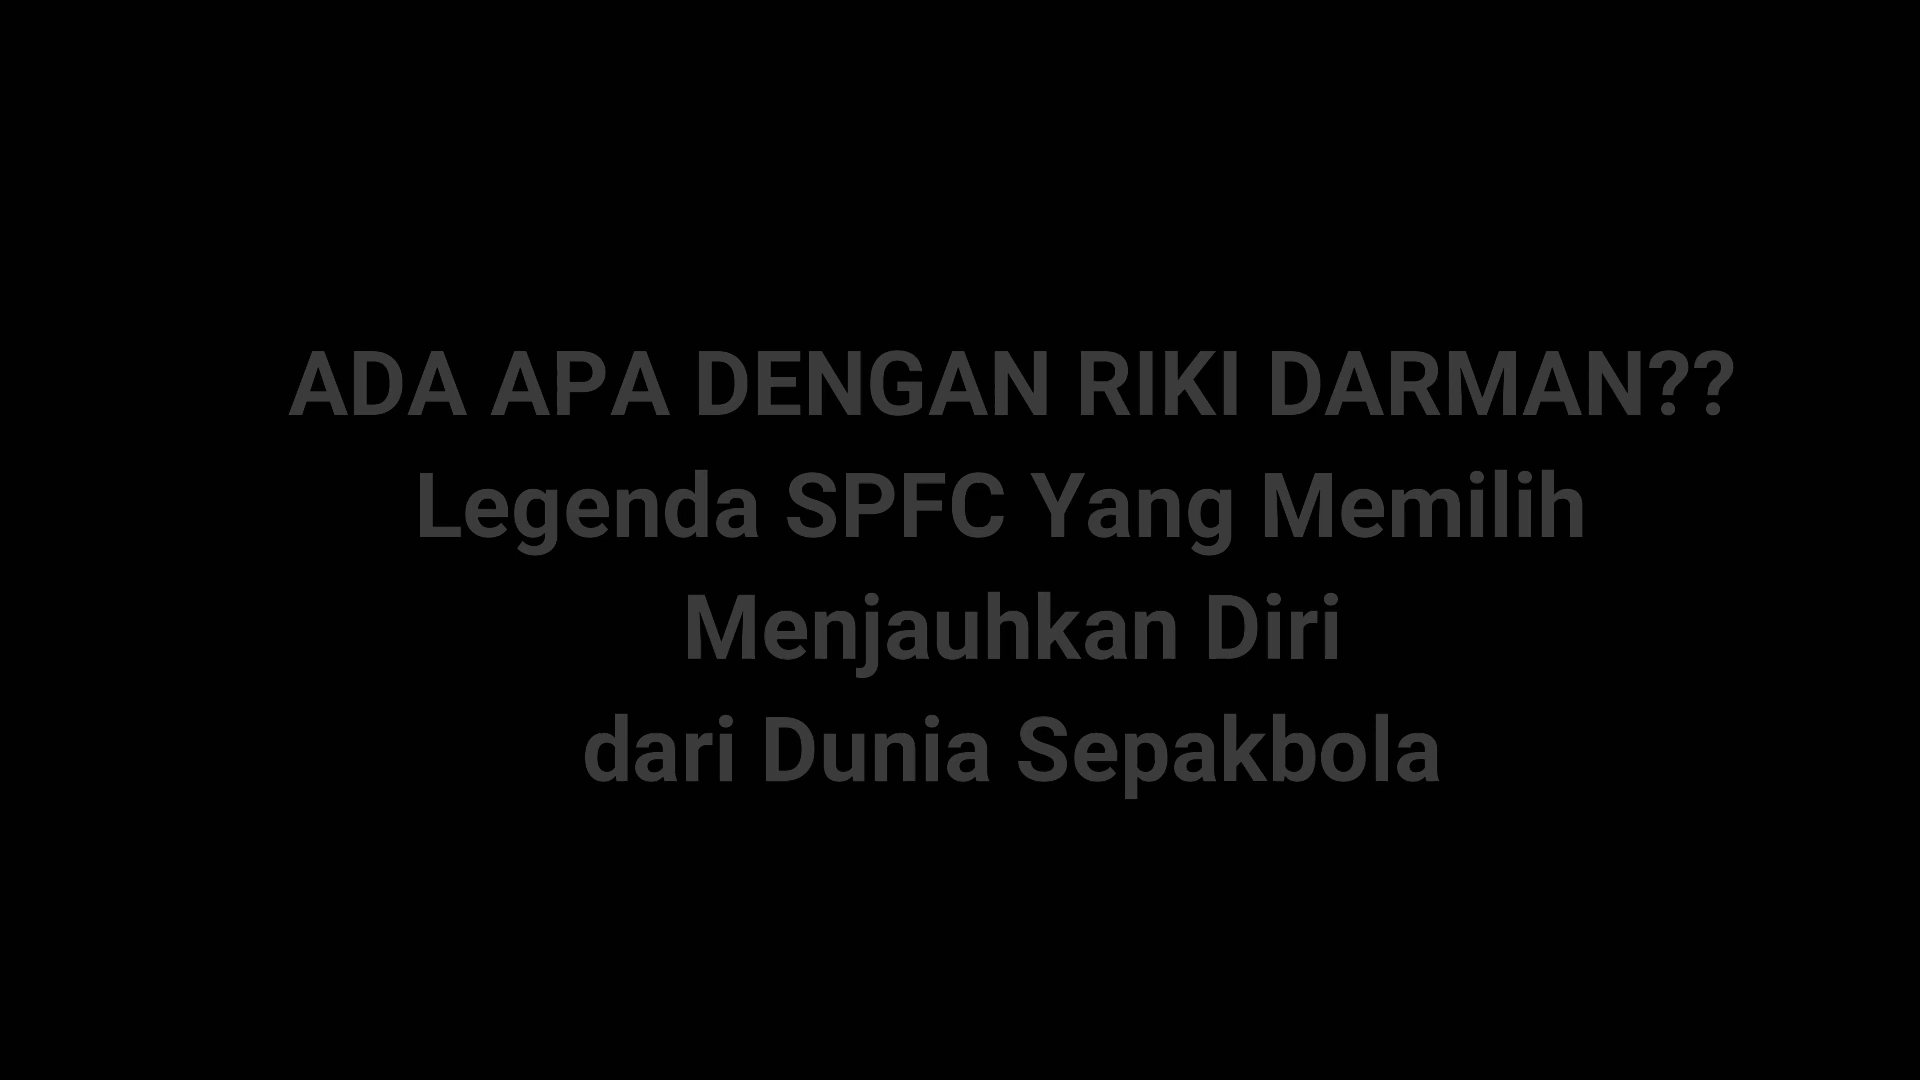 ADA APA DENGAN RIKI DARMAN??
Legenda SPFC Yang Memilih
Menjauhkan Diri
dari Dunia Sepakbola